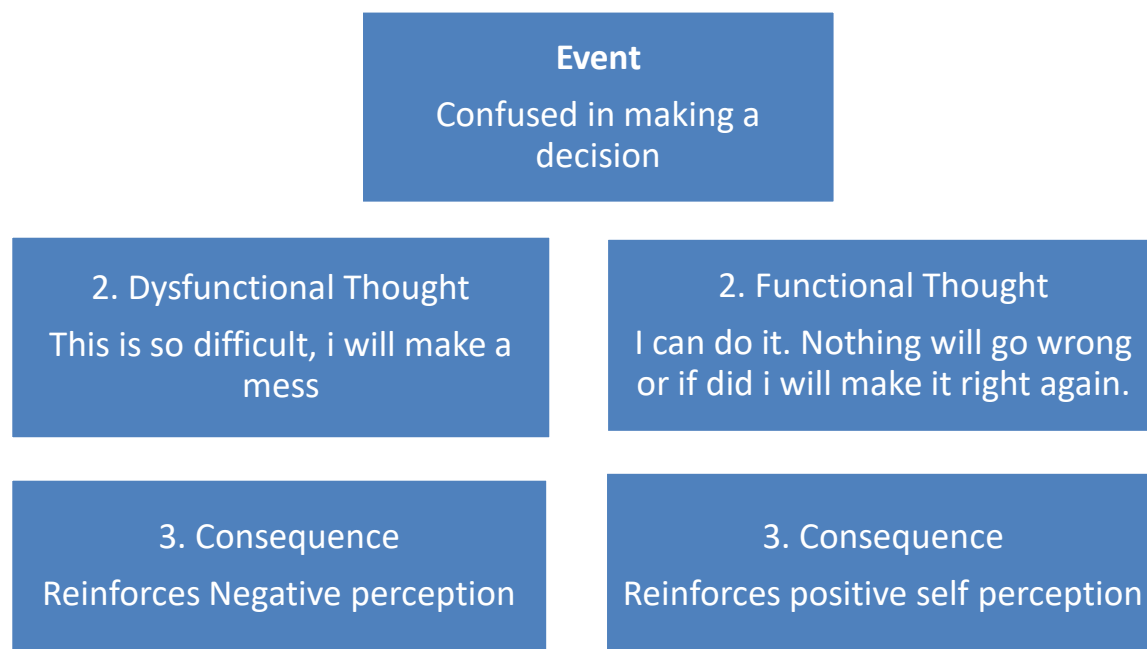 Event
Confused in making a
decision
2. Dysfunctional Thought
This is so difficult, i will make a
mess
2. Functional Thought
I can do it. Nothing will go wrong
or if did i will make it right again.
3. Consequence
Reinforces Negative perception
3. Consequence
Reinforces positive self perception